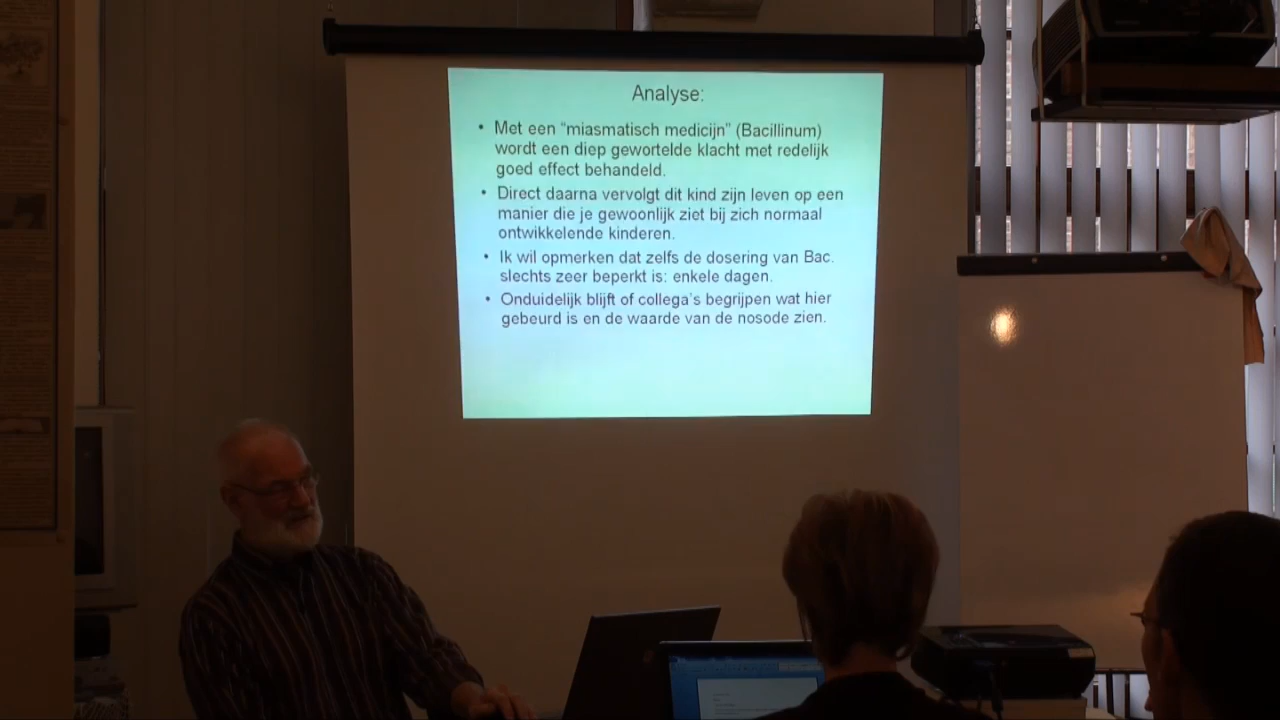 Analyse:
• Met een “miasmatisch medicijn” (Bacillinum)
wordt een diep gewortelde klacht met redelijk
goed effect behandeld.
• Direct daarna vervolgt dit kind zijn leven op een
manier die je gewoonlijk ziet bij zich normaal
ontwikkelende kinderen.
• Ik wil opmerken dat zelfs de dosering van Bac.
slechts zeer beperkt is: enkele dagen.
• Onduidelijk blijft of collega’s begrijpen wat hier
gebeurd is en de waarde van de nosode zien.